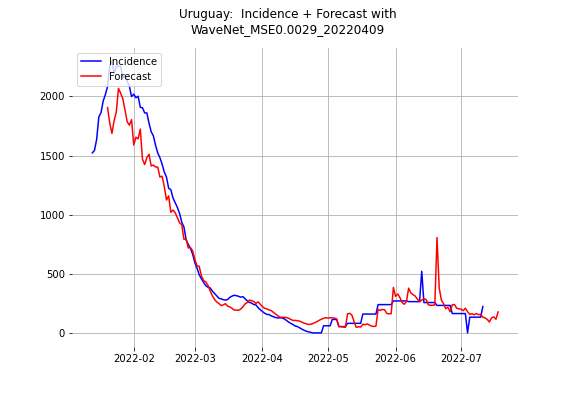 Uruguay:  Incidence + Forecast with
WaveNet_MSE0.0029_20220409
Incidence
Forecast
2000
1500
1000
500
0
2022-02 2022-03 2022-04 2022-05 2022-06 2022-07